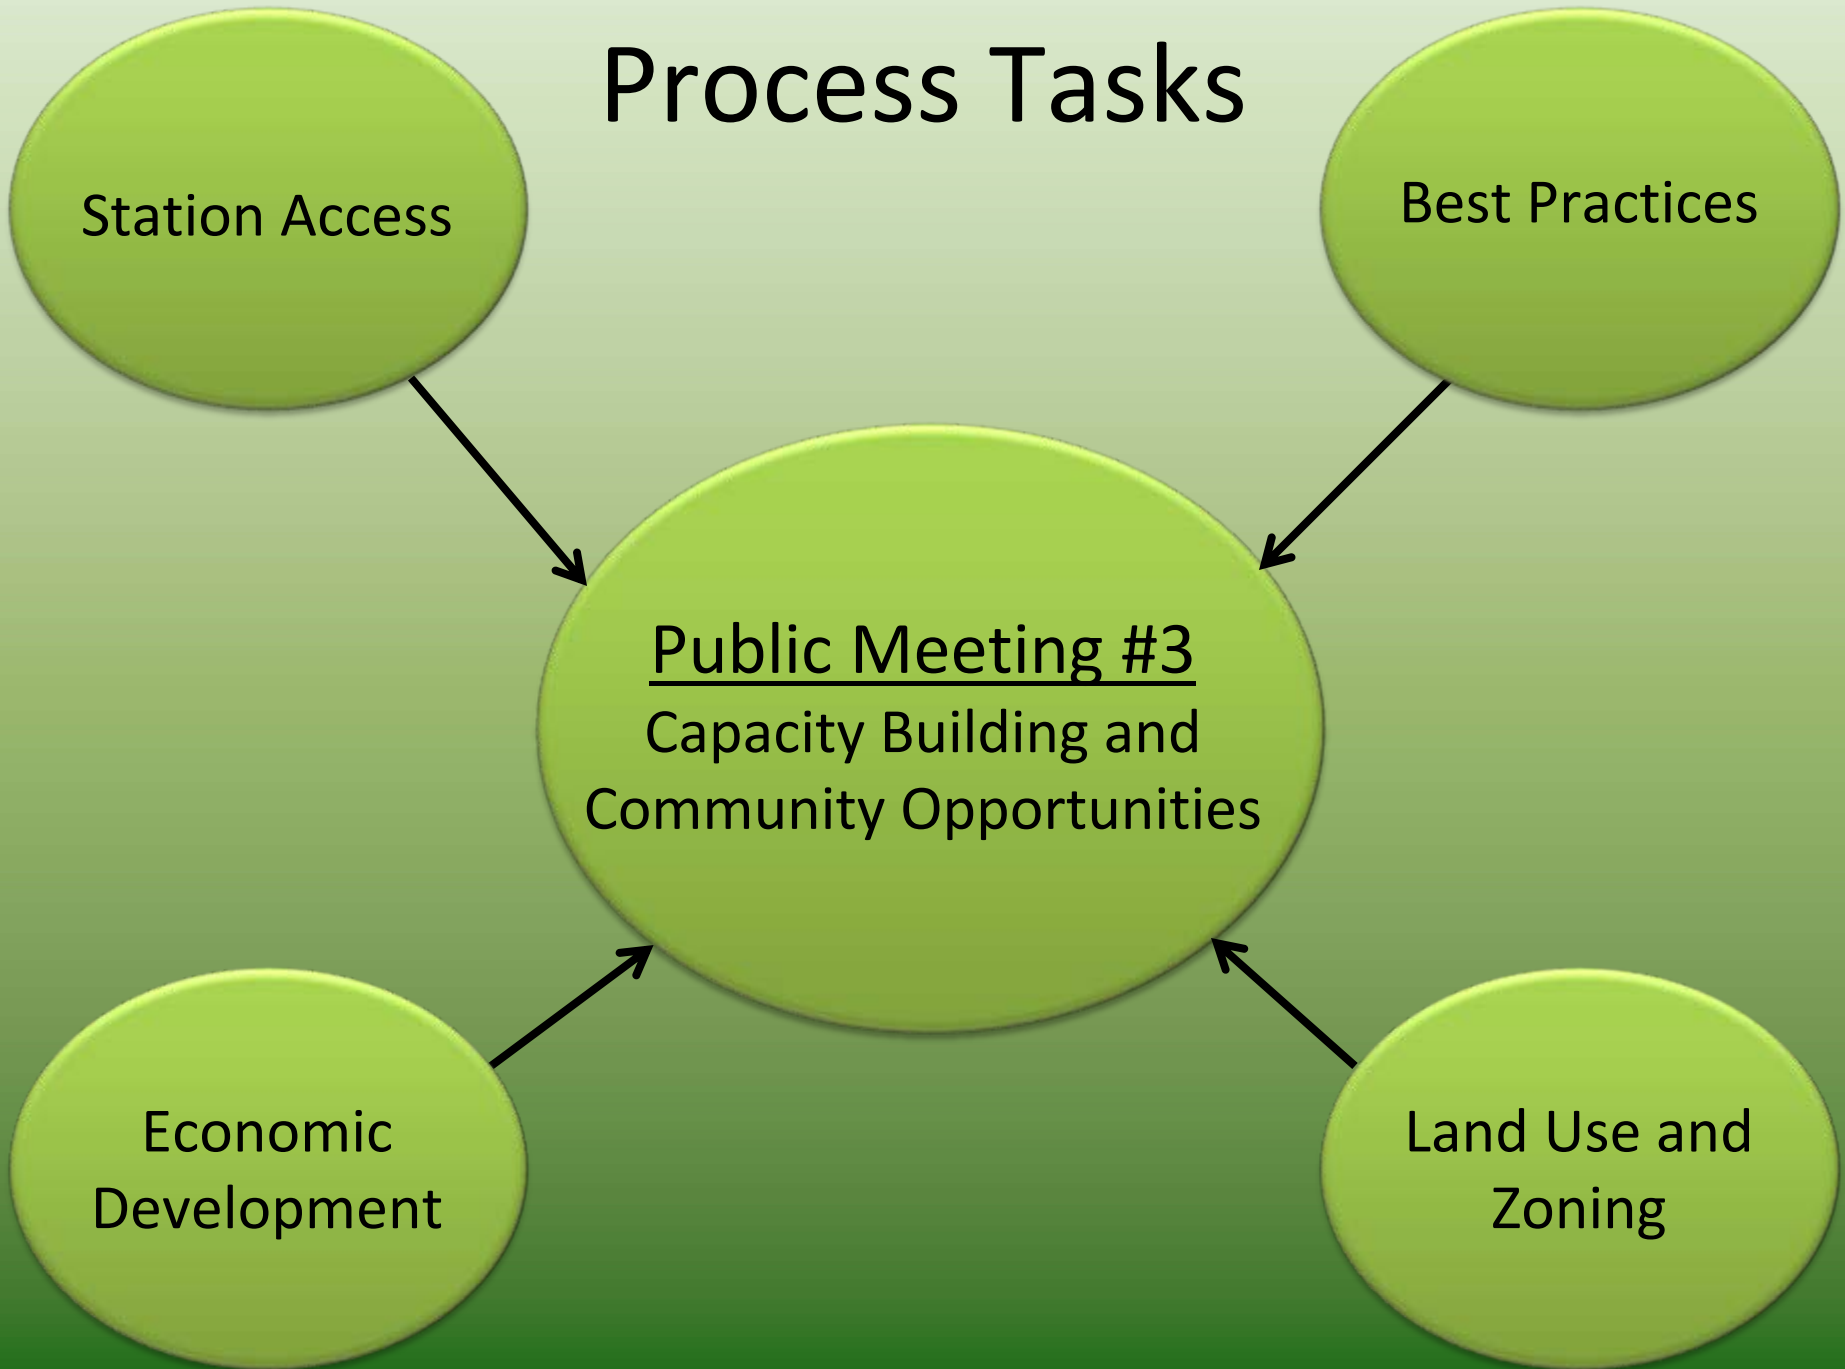 Process Tasks
Station Access
Best Practices
Public Meeting #3
Capacity Building and
Community Opportunities
Economic
Development
Land Use and
Zoning